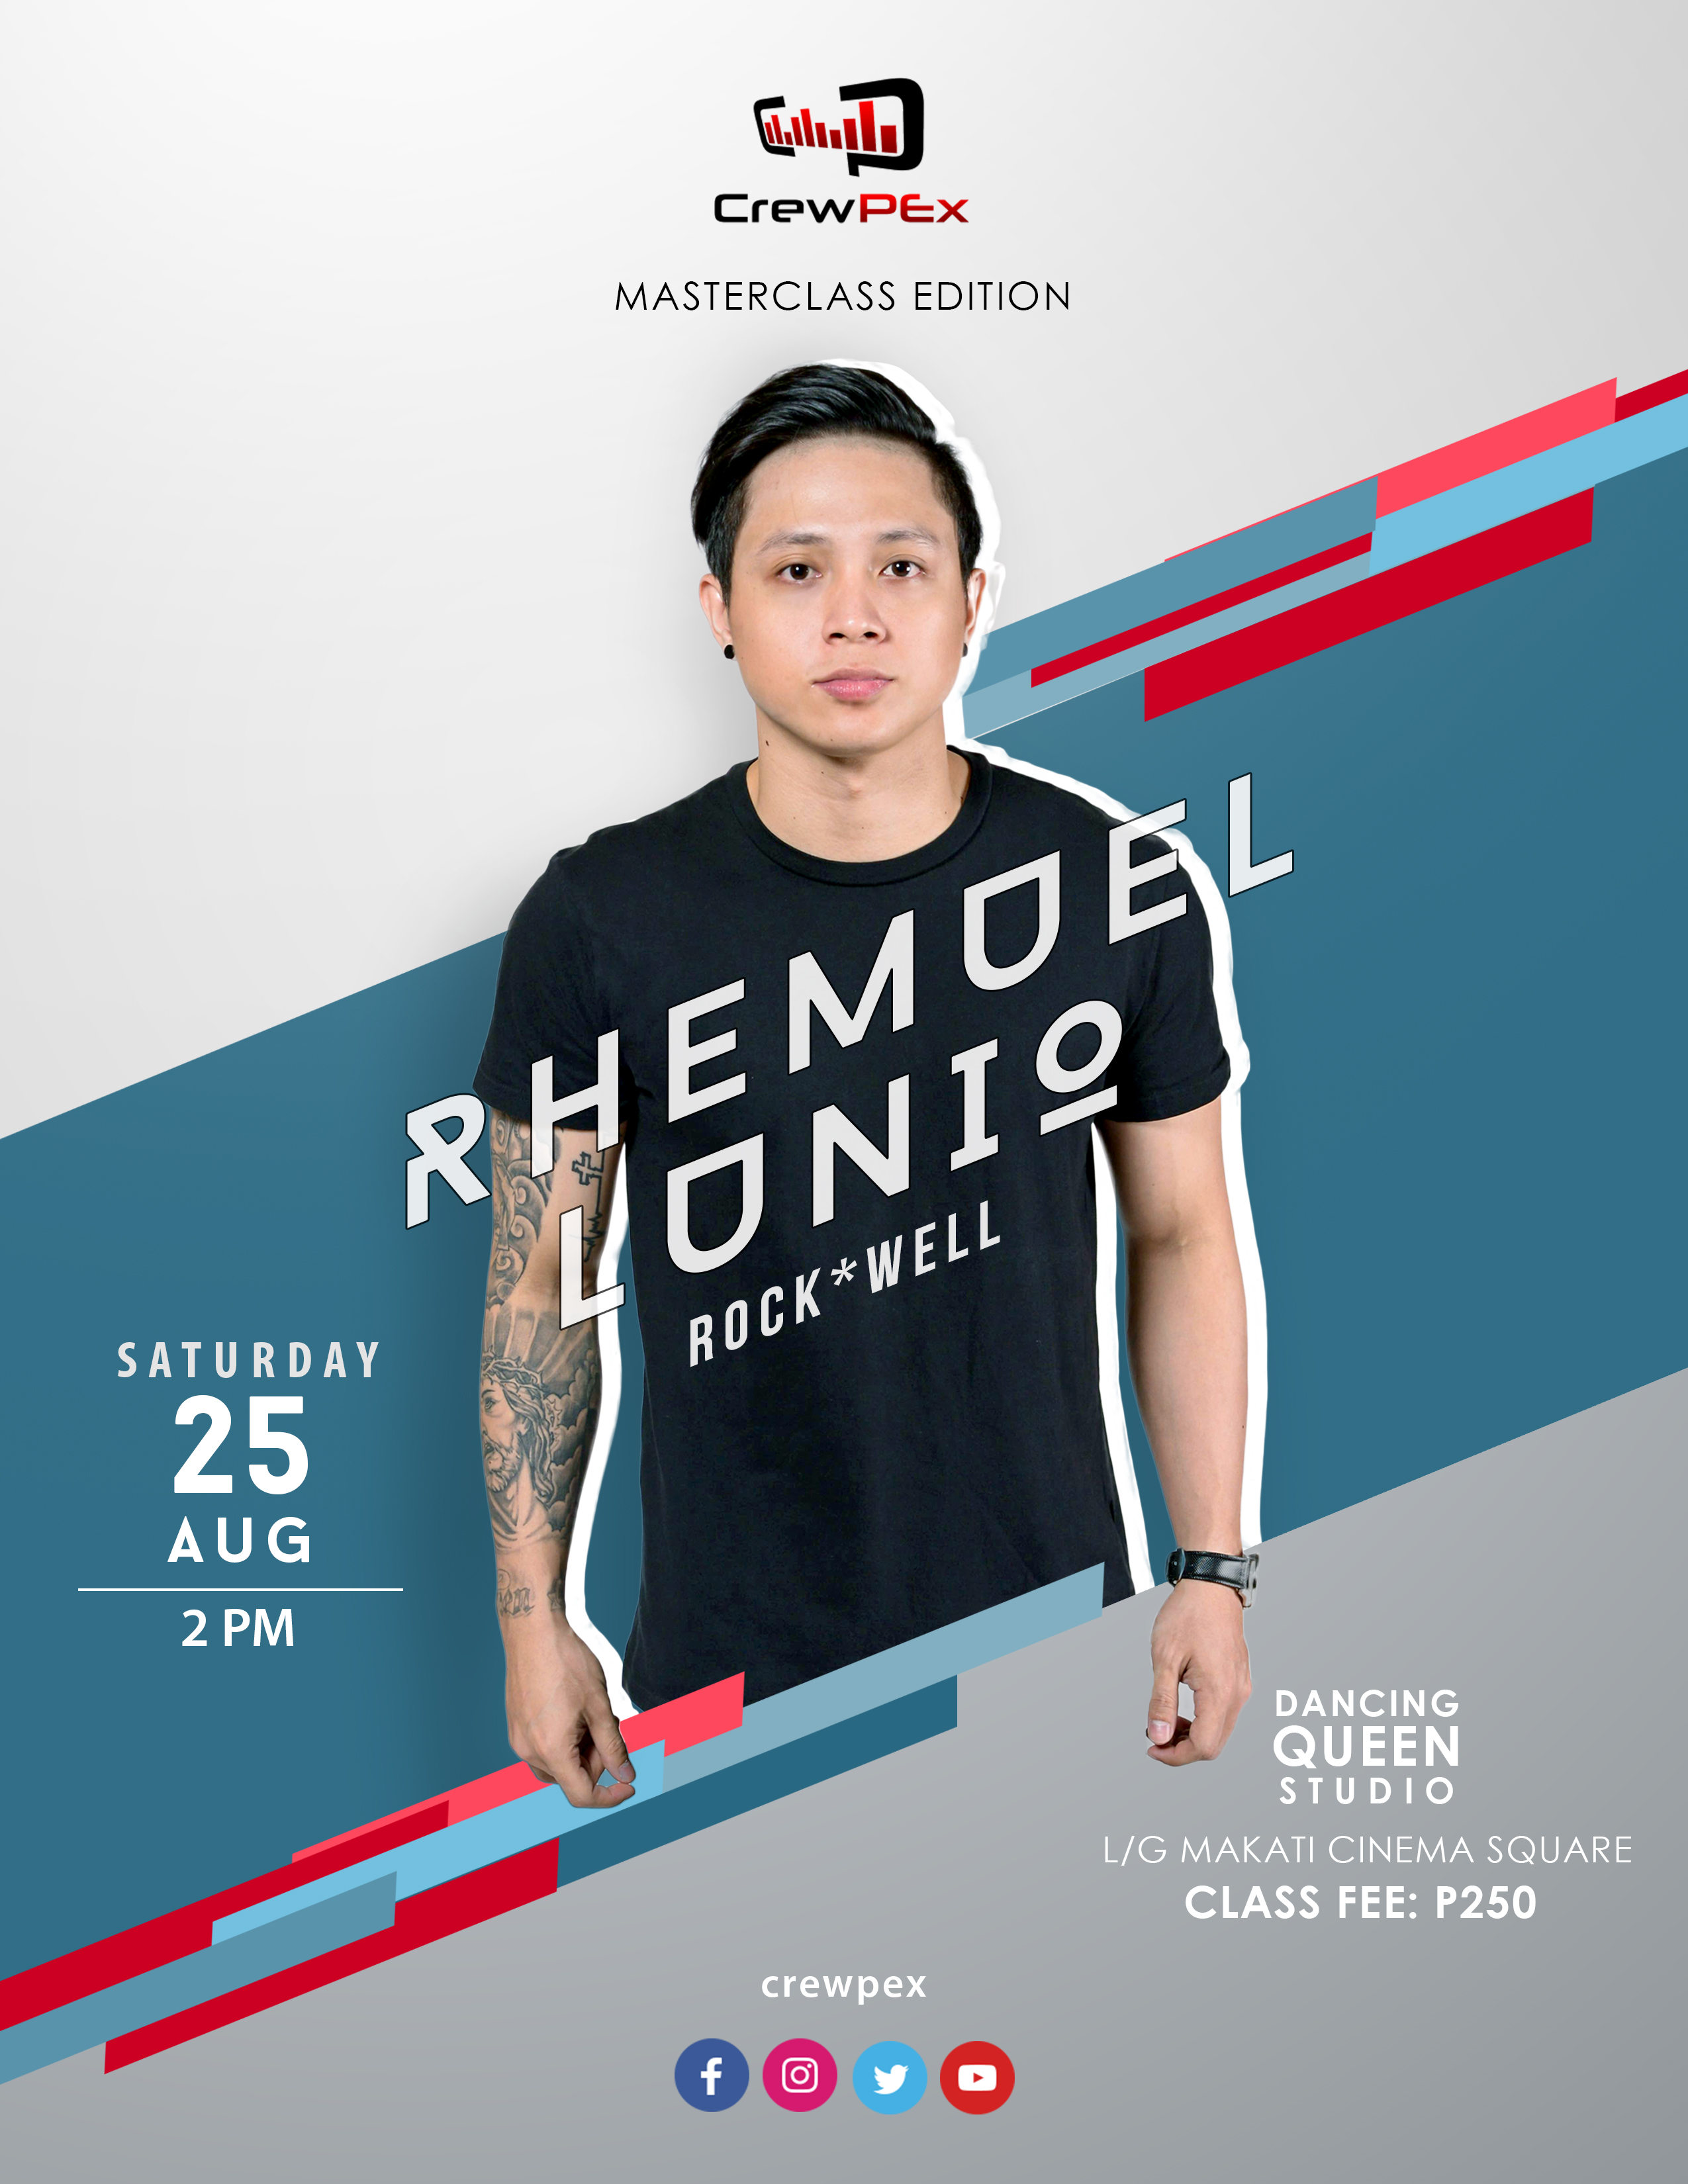 CrewPEx
MASTERCLASS EDITION
RHEMUEL
LUNIO
ROCK*WELL
SATURDAY
25
AUG
2 PM
DANCING
QUEEN
STUDIO
L/G MAKATI CINEMA SQUARE
CLASS FEE: P250
crewpex